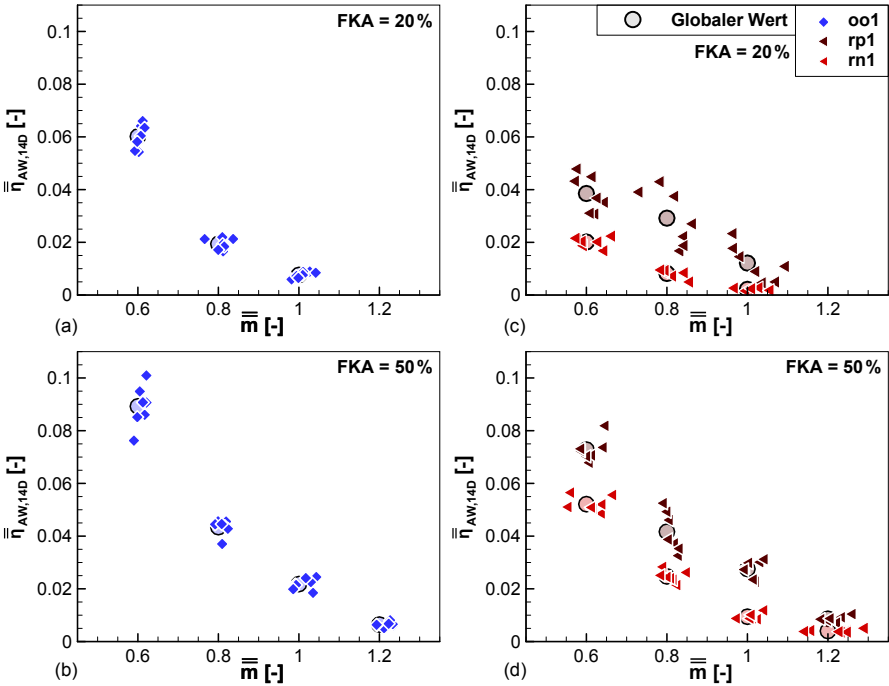 FKA = 20%
0.1
0.08
0.06
0.04
0.02
0
η̿AW,14D [-]
0.6
0.8
1
1.2
(a)
m̿ [-]
Globaler Wert
oo1
rp1
rn1
FKA = 20%
0.1
0.08
0.06
0.04
0.02
0
η̿AW,14D [-]
0.6
0.8
1
1.2
(c)
m̿ [-]
FKA = 50%
0.1
0.08
0.06
0.04
0.02
0
η̿AW,14D [-]
0.6
0.8
1
1.2
(b)
m̿ [-]
FKA = 50%
0.1
0.08
0.06
0.04
0.02
0
η̿AW,14D [-]
0.6
0.8
1
1.2
(d)
m̿ [-]